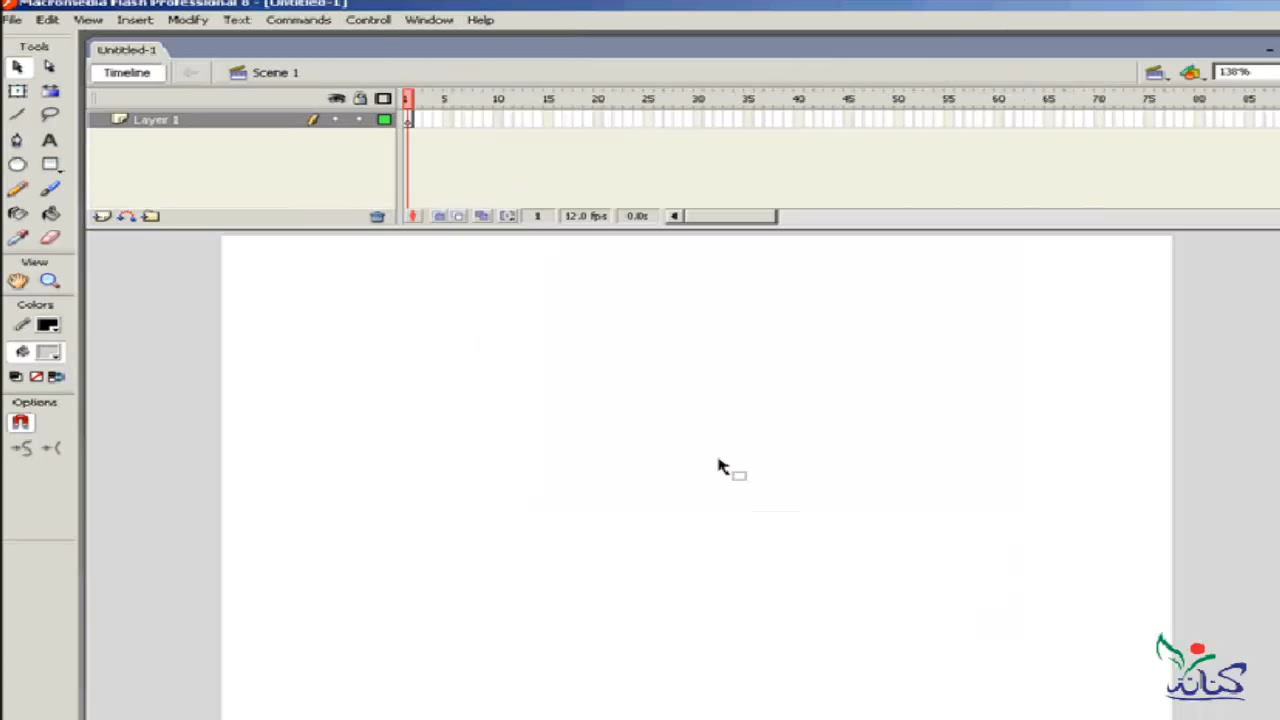 Macromedia Flash Professional 8 - [Untitled-1]
File Edit View Insert Modify Text Commands Control Window Help
Tools
Untitled-1
Timeline Scene 1 138%
1 5 10 15 20 25 30 35 40 45 50 55 60 65 70 75 80 85
Layer 1
1 12.0 fps 0.0s
View
Colors
Options
كنانة